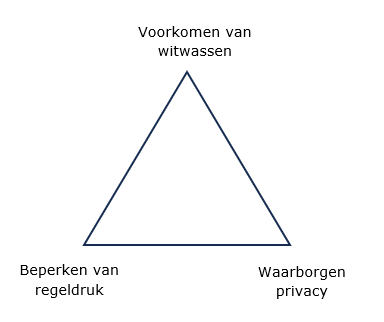 Voorkomen van
witwassen
Beperken van
regeldruk
Waarborgen
privacy